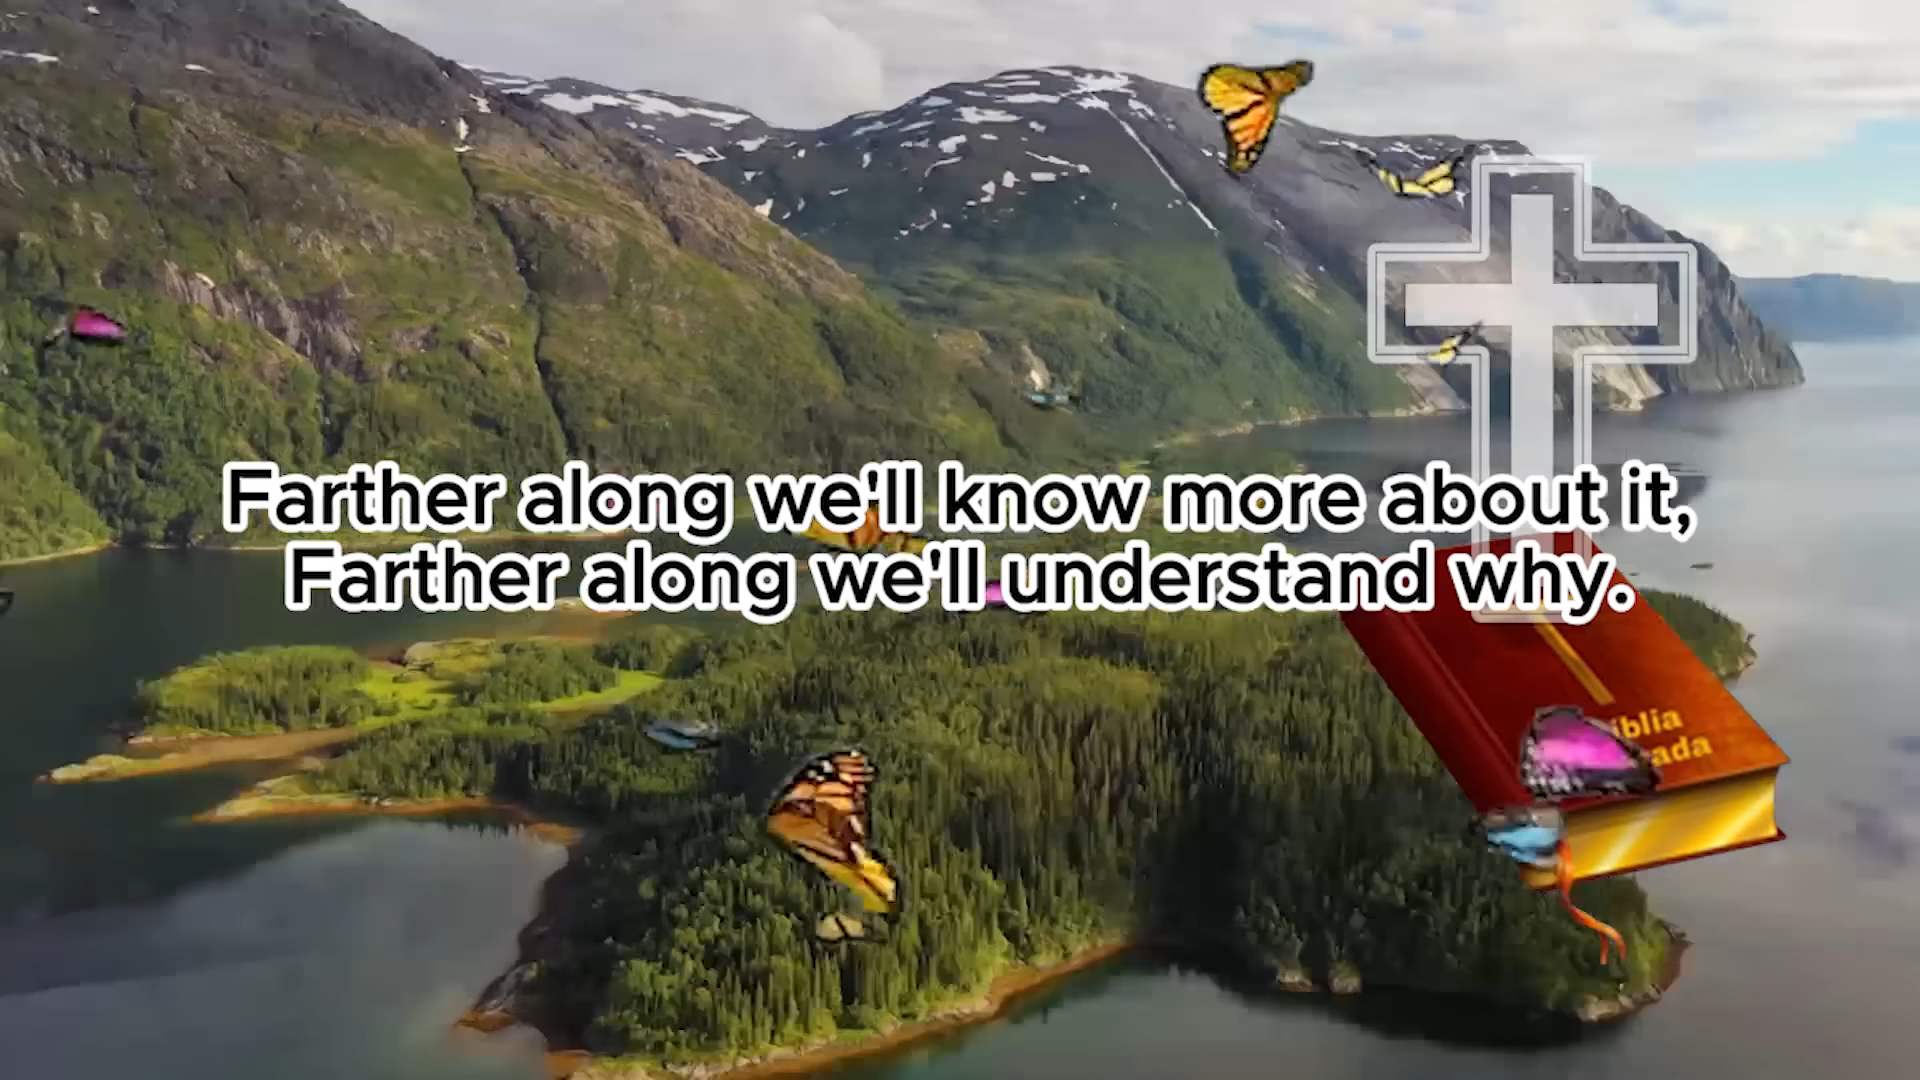 Farther along we'll know more about it,
Farther along we'll understand why.